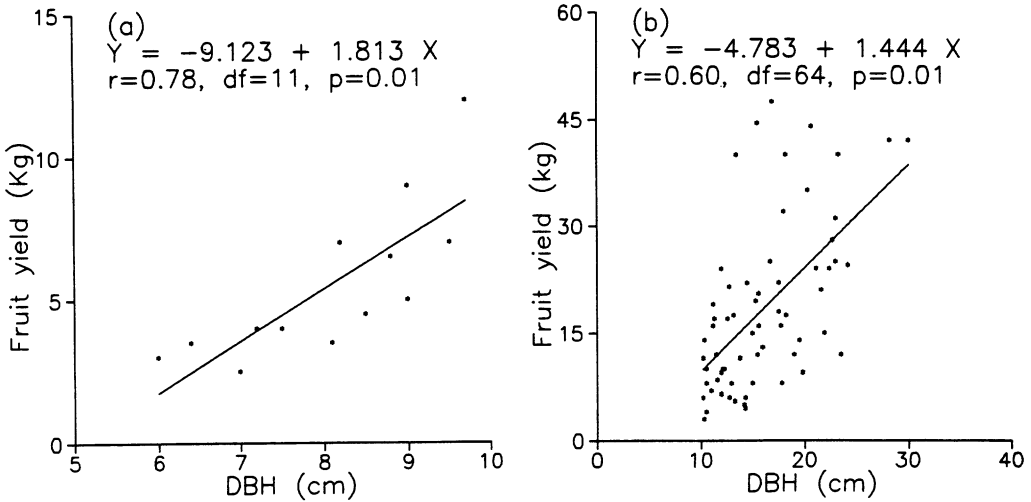 (a)
Y = −9.123 + 1.813 X
r=0.78, df=11, p=0.01
15
10
5
0
Fruit yield (Kg)
5 6 7 8 9 10
DBH (cm)
(b)
Y = −4.783 + 1.444 X
r=0.60, df=64, p=0.01
60
45
30
15
0
Fruit yield (kg)
0 10 20 30 40
DBH (cm)